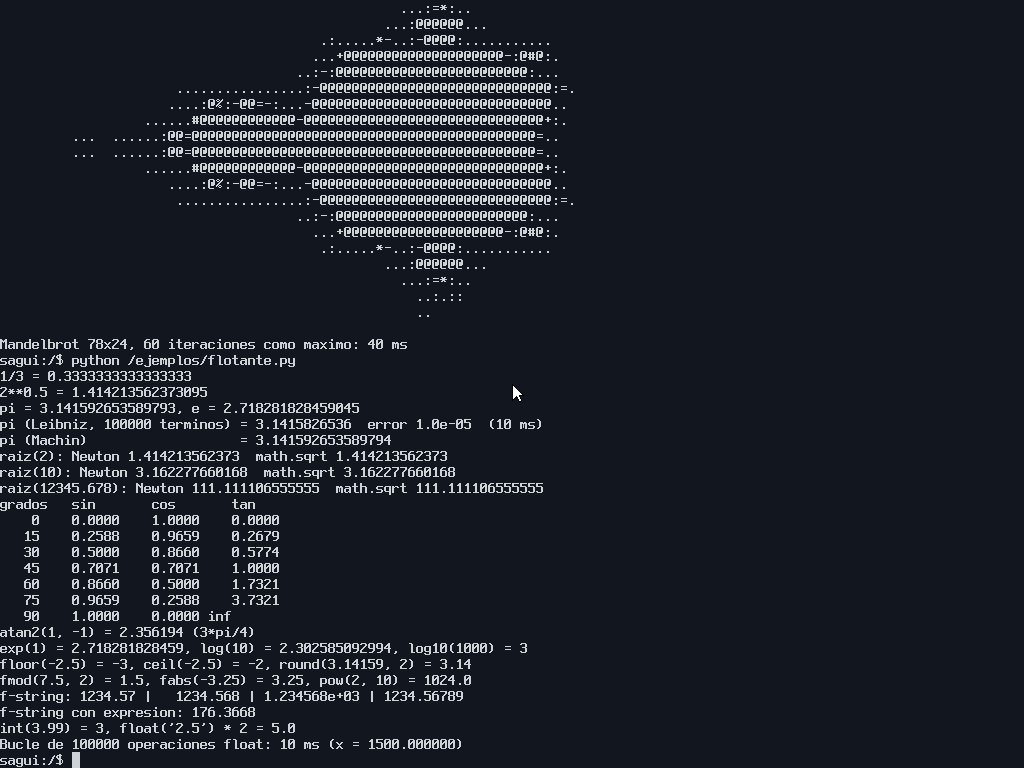 ...:=*:..
...:@@@@@@...
.:.....*-..:-@@@@:...........
...+@@@@@@@@@@@@@@@@@@@@-:@#@:.
..:-:@@@@@@@@@@@@@@@@@@@@@@@@:...
................:-@@@@@@@@@@@@@@@@@@@@@@@@@@@@@:=.
....:@%:-@@=-:...-@@@@@@@@@@@@@@@@@@@@@@@@@@@@@@..
......#@@@@@@@@@@@@-@@@@@@@@@@@@@@@@@@@@@@@@@@@@@@+:.
...  ......:@@=@@@@@@@@@@@@@@@@@@@@@@@@@@@@@@@@@@@@@@@@@@@=..
...  ......:@@=@@@@@@@@@@@@@@@@@@@@@@@@@@@@@@@@@@@@@@@@@@@=..
......#@@@@@@@@@@@@-@@@@@@@@@@@@@@@@@@@@@@@@@@@@@@+:.
....:@%:-@@=-:...-@@@@@@@@@@@@@@@@@@@@@@@@@@@@@@..
................:-@@@@@@@@@@@@@@@@@@@@@@@@@@@@@:=.
..:-:@@@@@@@@@@@@@@@@@@@@@@@@:...
...+@@@@@@@@@@@@@@@@@@@@-:@#@:.
.:.....*-..:-@@@@:...........
...:@@@@@@...
...:=*:..
..:.::
..
Mandelbrot 78x24, 60 iteraciones como maximo: 40 ms
sagui:/$ python /ejemplos/flotante.py
1/3 = 0.3333333333333333
2**0.5 = 1.414213562373095
pi = 3.141592653589793, e = 2.718281828459045
pi (Leibniz, 100000 terminos) = 3.1415826536  error 1.0e-05  (10 ms)
pi (Machin)                   = 3.141592653589794
raiz(2): Newton 1.414213562373  math.sqrt 1.414213562373
raiz(10): Newton 3.162277660168  math.sqrt 3.162277660168
raiz(12345.678): Newton 111.111106555555  math.sqrt 111.111106555555
grados   sin       cos       tan
0    0.0000    1.0000    0.0000
15    0.2588    0.9659    0.2679
30    0.5000    0.8660    0.5774
45    0.7071    0.7071    1.0000
60    0.8660    0.5000    1.7321
75    0.9659    0.2588    3.7321
90    1.0000    0.0000 inf
atan2(1, -1) = 2.356194 (3*pi/4)
exp(1) = 2.718281828459, log(10) = 2.302585092994, log10(1000) = 3
floor(-2.5) = -3, ceil(-2.5) = -2, round(3.14159, 2) = 3.14
fmod(7.5, 2) = 1.5, fabs(-3.25) = 3.25, pow(2, 10) = 1024.0
f-string: 1234.57 |   1234.568 | 1.234568e+03 | 1234.56789
f-string con expresion: 176.3668
int(3.99) = 3, float('2.5') * 2 = 5.0
Bucle de 100000 operaciones float: 10 ms (x = 1500.000000)
sagui:/$